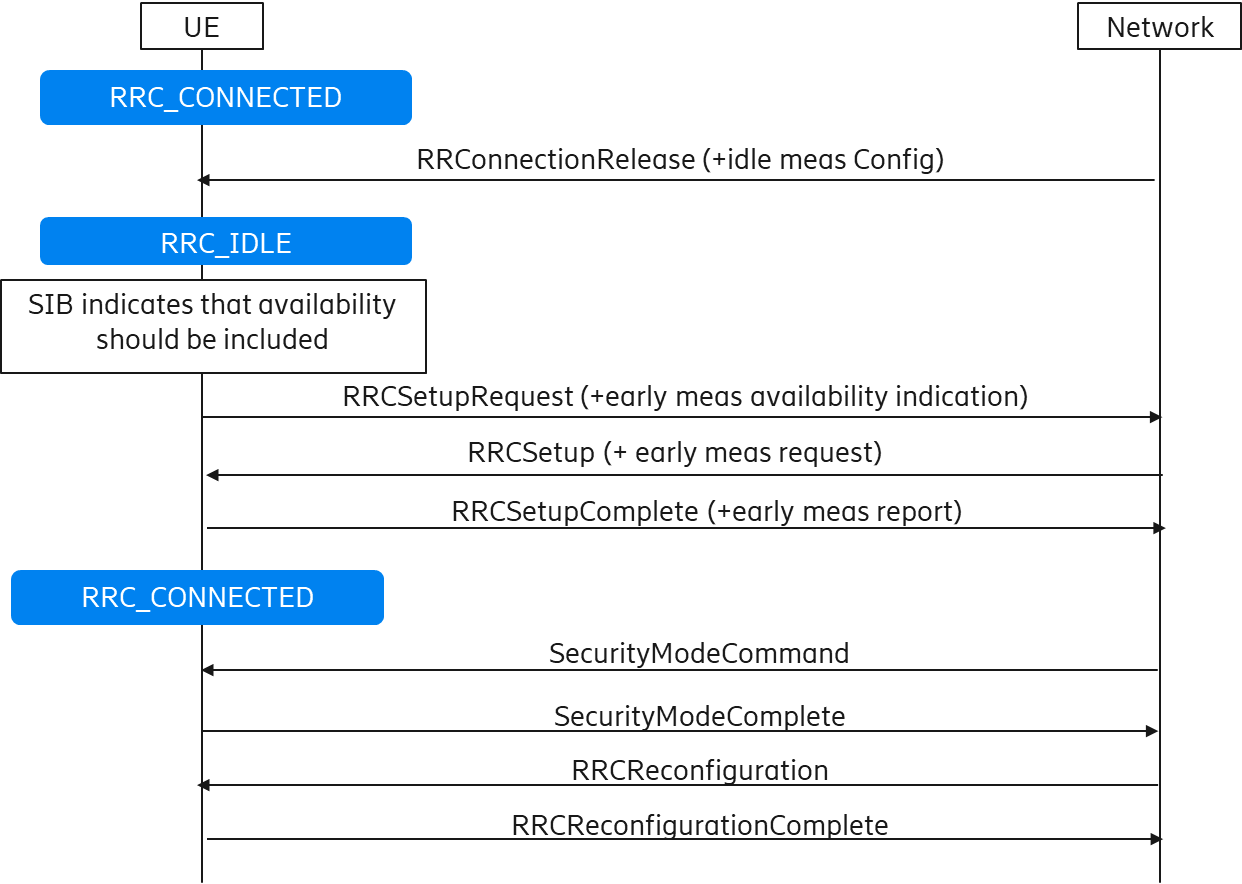 UE
Network
RRC_CONNECTED
RRConnectionRelease (+idle meas Config)
RRC_IDLE
SIB indicates that availability
should be included
RRCSetupRequest (+early meas availability indication)
RRCSetup (+ early meas request)
RRCSetupComplete (+early meas report)
RRC_CONNECTED
SecurityModeCommand
SecurityModeComplete
RRCReconfiguration
RRCReconfigurationComplete